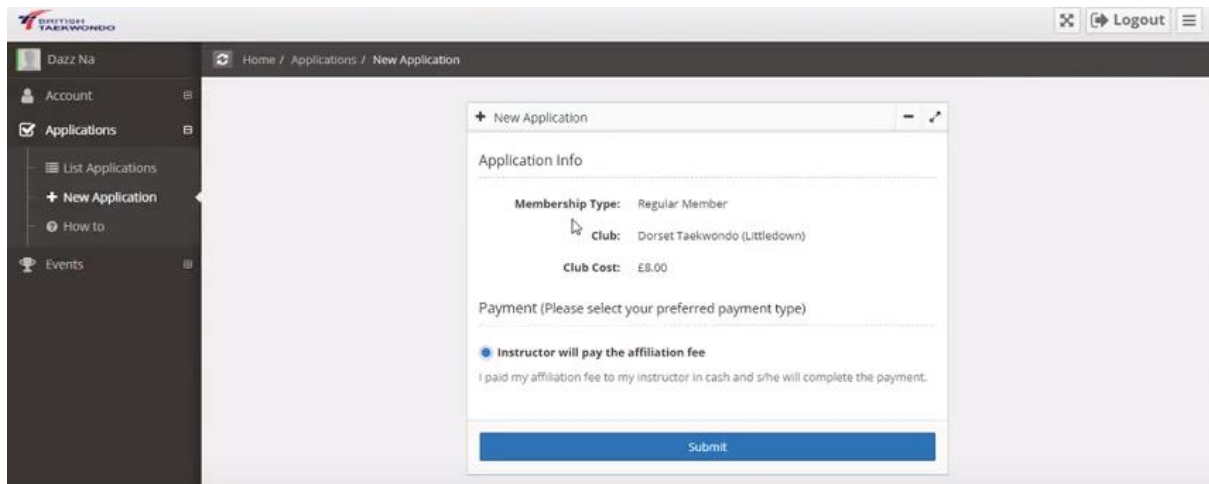 BRITISH
TAEKWONDO
Logout
Dazz Na
Home / Applications / New Application
Account
Applications
List Applications
New Application
How to
Events
New Application
Application Info
Membership Type: Regular Member
Club: Dorset Taekwondo (Littledown)
Club Cost: £8.00
Payment (Please select your preferred payment type)
Instructor will pay the affiliation fee
I paid my affiliation fee to my instructor in cash and s/he will complete the payment.
Submit